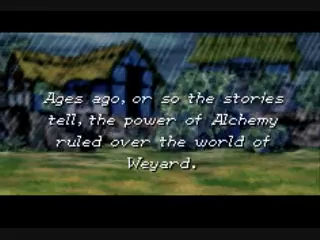 Ages ago, or so the stories
tell, the power of Alchemy
ruled over the world of
Weyard.